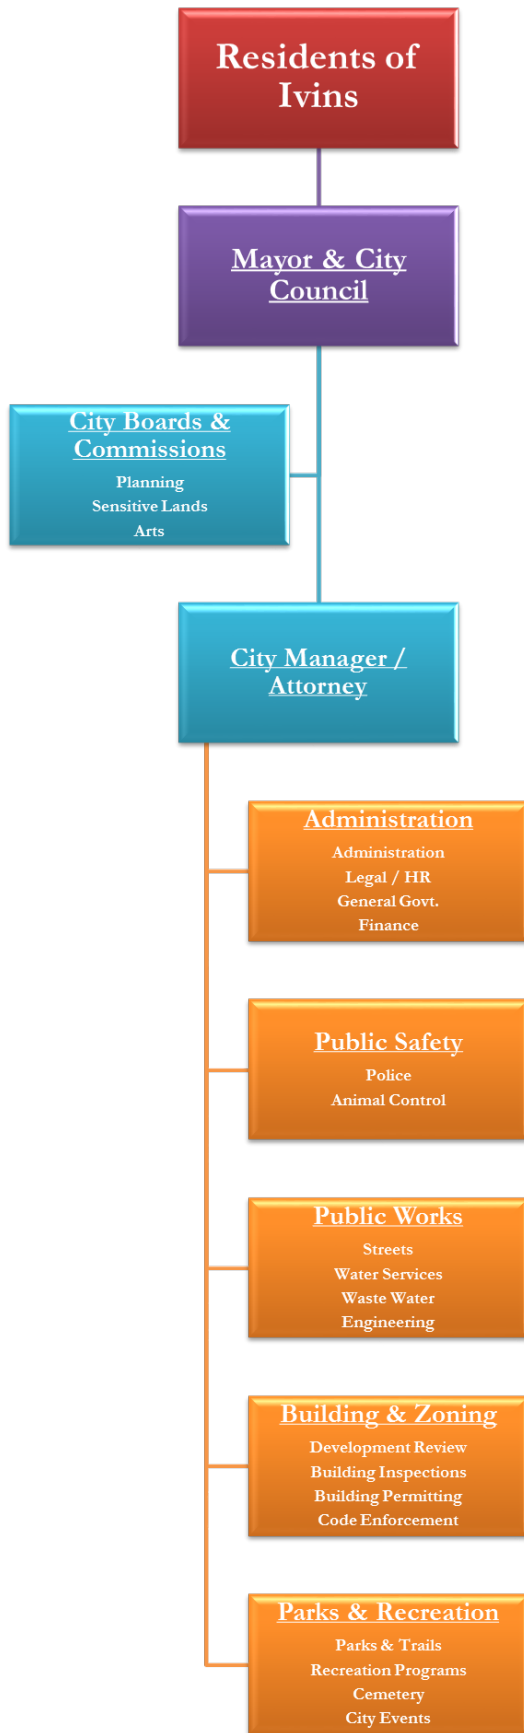 Residents of
Ivins
Mayor & City
Council
City Boards &
Commissions
Planning
Sensitive Lands
Arts
City Manager /
Attorney
Administration
Administration
Legal / HR
General Govt.
Finance
Public Safety
Police
Animal Control
Public Works
Streets
Water Services
Waste Water
Engineering
Building & Zoning
Development Review
Building Inspections
Building Permitting
Code Enforcement
Parks & Recreation
Parks & Trails
Recreation Programs
Cemetery
City Events